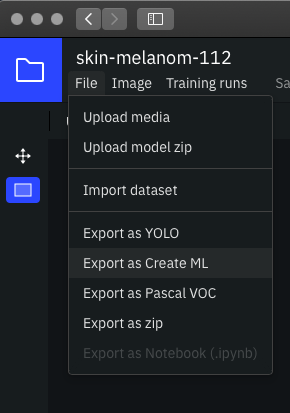 skin-melanom-112
File Image Training runs Sa
Upload media
Upload model zip
Import dataset
Export as YOLO
Export as Create ML
Export as Pascal VOC
Export as zip
Export as Notebook (.ipynb)